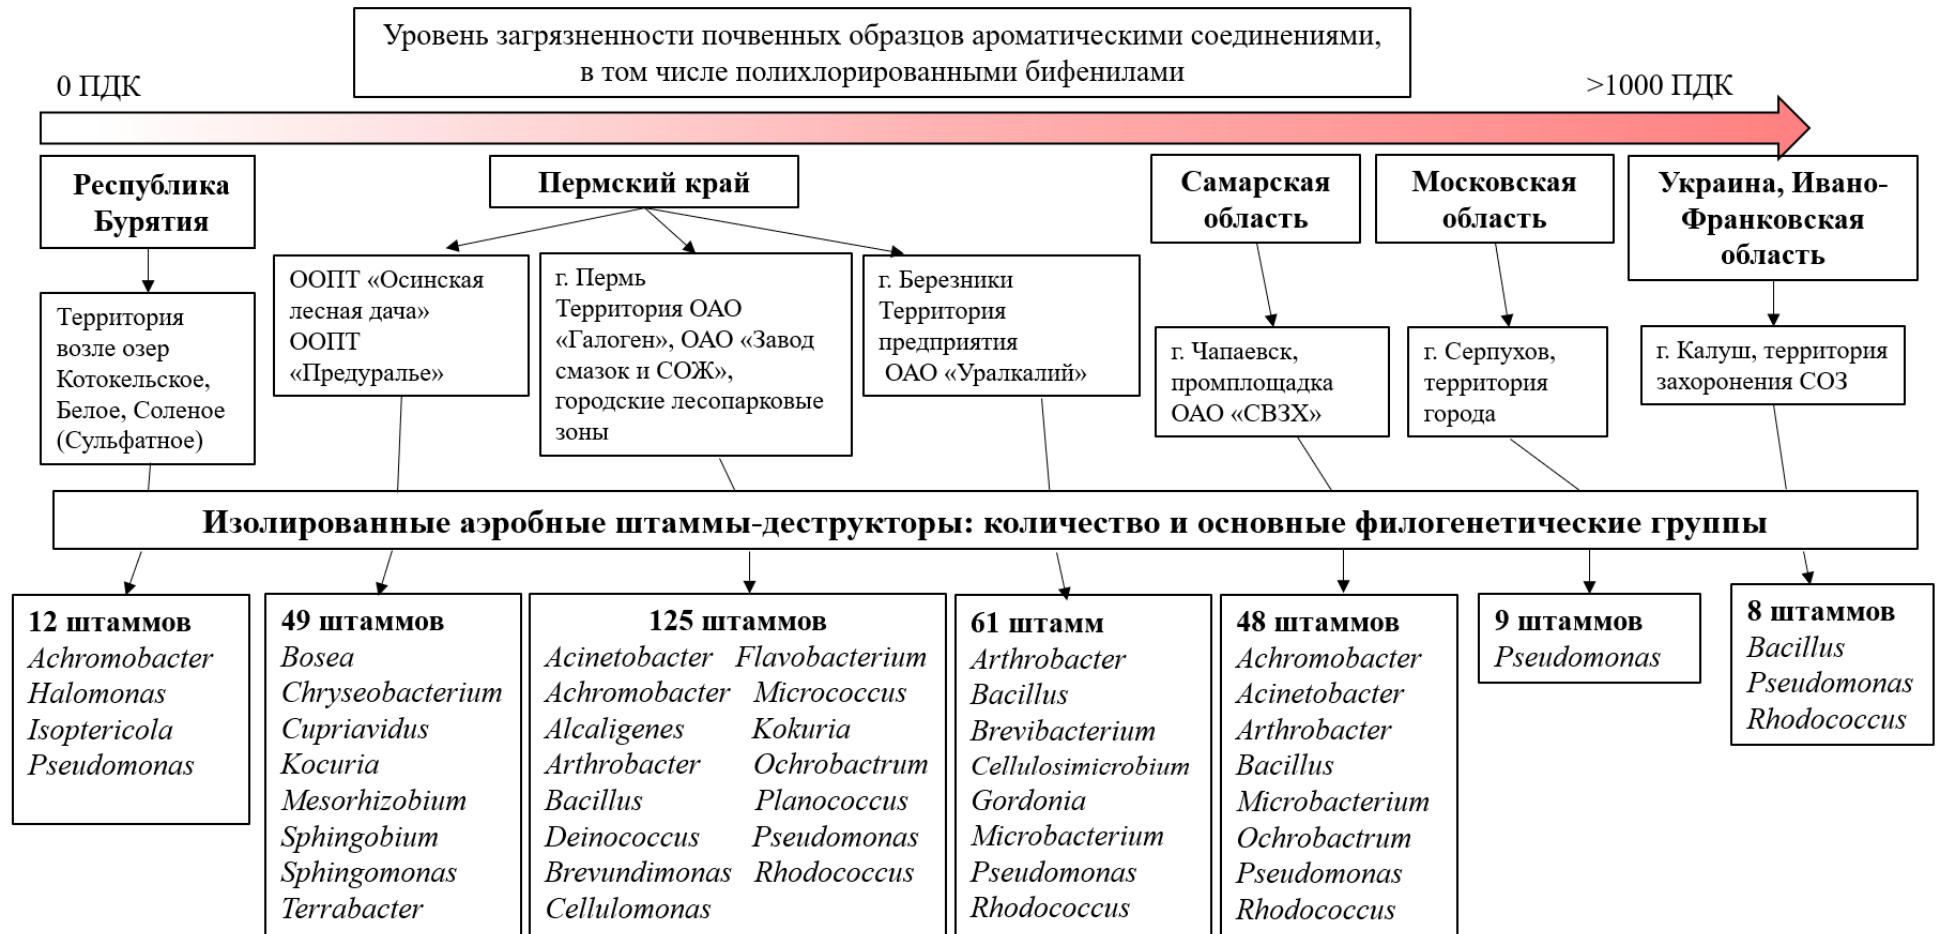 Уровень загрязненности почвенных образцов ароматическими соединениями,
в том числе полихлорированными бифенилами
0 ПДК
>1000 ПДК
Республика
Бурятия
Пермский край
Самарская
область
Московская
область
Украина, Ивано-
Франковская
область
Территория
возле озер
Котокельское,
Белое, Соленое
(Сульфатное)
ООПТ «Осинская
лесная дача»
ООПТ
«Предуралье»
г. Пермь
Территория ОАО
«Галоген», ОАО «Завод
смазок и СОЖ»,
городские лесопарковые
зоны
г. Березники
Территория
предприятия
ОАО «Уралкалий»
г. Чапаевск,
промплощадка
ОАО «СВЗХ»
г. Серпухов,
территория
города
г. Калуш, территория
захоронения СОЗ
Изолированные аэробные штаммы-деструкторы: количество и основные филогенетические группы
12 штаммов
Achromobacter
Halomonas
Isoptericola
Pseudomonas
49 штаммов
Bosea
Chryseobacterium
Cupriavidus
Kocuria
Mesorhizobium
Sphingobium
Sphingomonas
Terrabacter
125 штаммов
Acinetobacter Flavobacterium
Achromobacter Micrococcus
Alcaligenes Kokuria
Arthrobacter Ochrobactrum
Bacillus Planococcus
Deinococcus Pseudomonas
Brevundimonas Rhodococcus
Cellulomonas
61 штамм
Arthrobacter
Bacillus
Brevibacterium
Cellulosimicrobium
Gordonia
Microbacterium
Pseudomonas
Rhodococcus
48 штаммов
Achromobacter
Acinetobacter
Arthrobacter
Bacillus
Microbacterium
Ochrobactrum
Pseudomonas
Rhodococcus
9 штаммов
Pseudomonas
8 штаммов
Bacillus
Pseudomonas
Rhodococcus